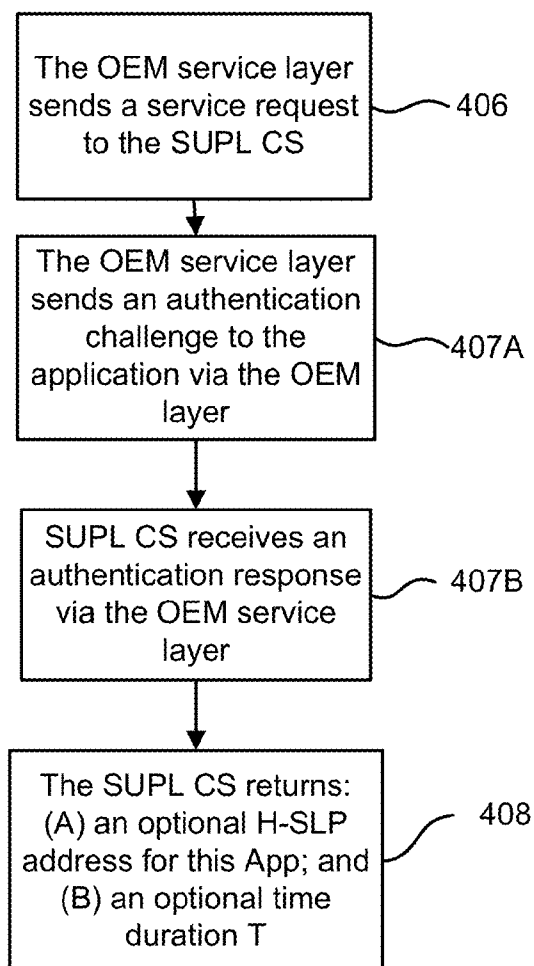 The OEM service layer
sends a service request
to the SUPL CS
406
The OEM service layer
sends an authentication
challenge to the
application via the OEM
layer
407A
SUPL CS receives an
authentication response
via the OEM service
layer
407B
The SUPL CS returns:
(A) an optional H-SLP
address for this App; and
(B) an optional time
duration T
408